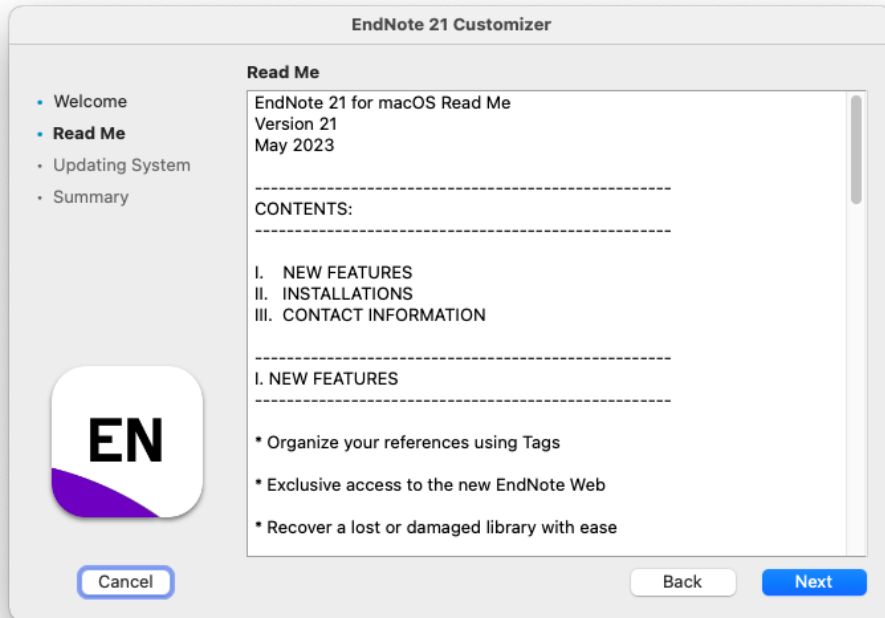 EndNote 21 Customizer
Read Me
• Welcome
• Read Me
• Updating System
• Summary
EndNote 21 for macOS Read Me
Version 21
May 2023
----------------------------------------------------
CONTENTS:
----------------------------------------------------
I. NEW FEATURES
II. INSTALLATIONS
III. CONTACT INFORMATION
----------------------------------------------------
I. NEW FEATURES
----------------------------------------------------
* Organize your references using Tags
* Exclusive access to the new EndNote Web
* Recover a lost or damaged library with ease
EN
Cancel
Back
Next